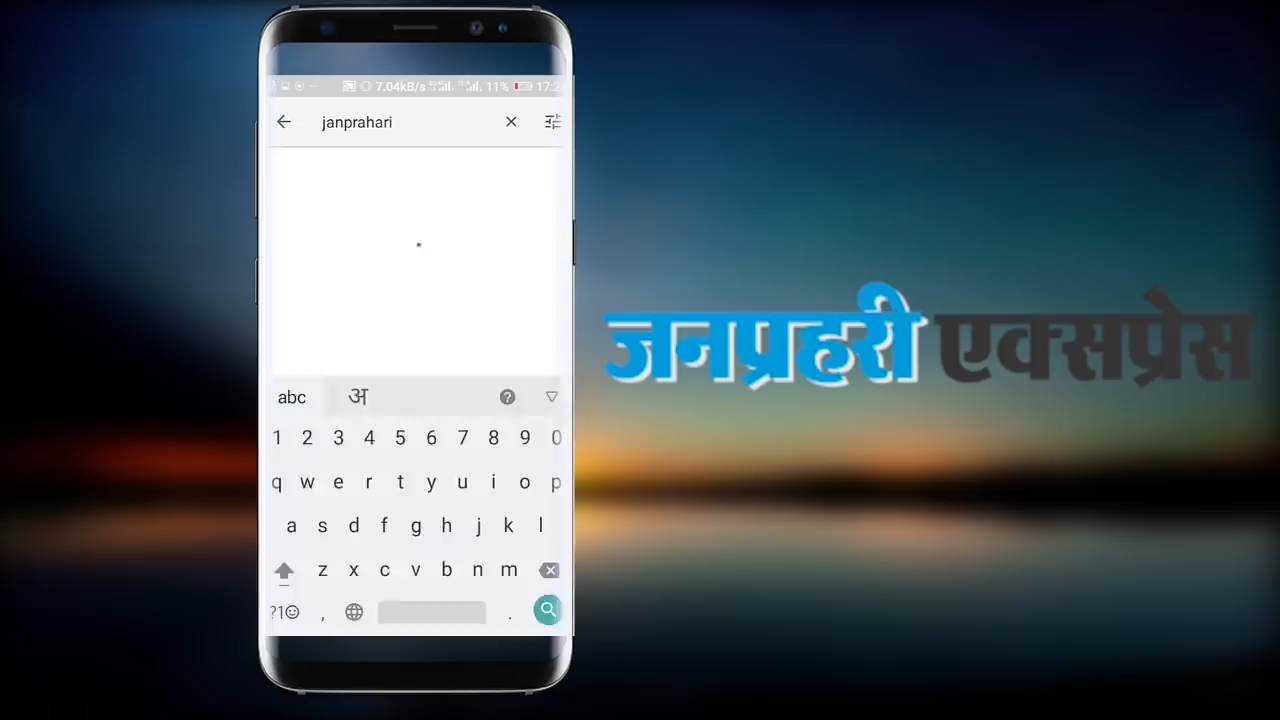 7.04kB/s 11% 17:2
janprahari
जनप्रहरी एक्सप्रेस
abc अ
1 2 3 4 5 6 7 8 9 0
q w e r t y u i o p
a s d f g h j k l
z x c v b n m
?1 , .